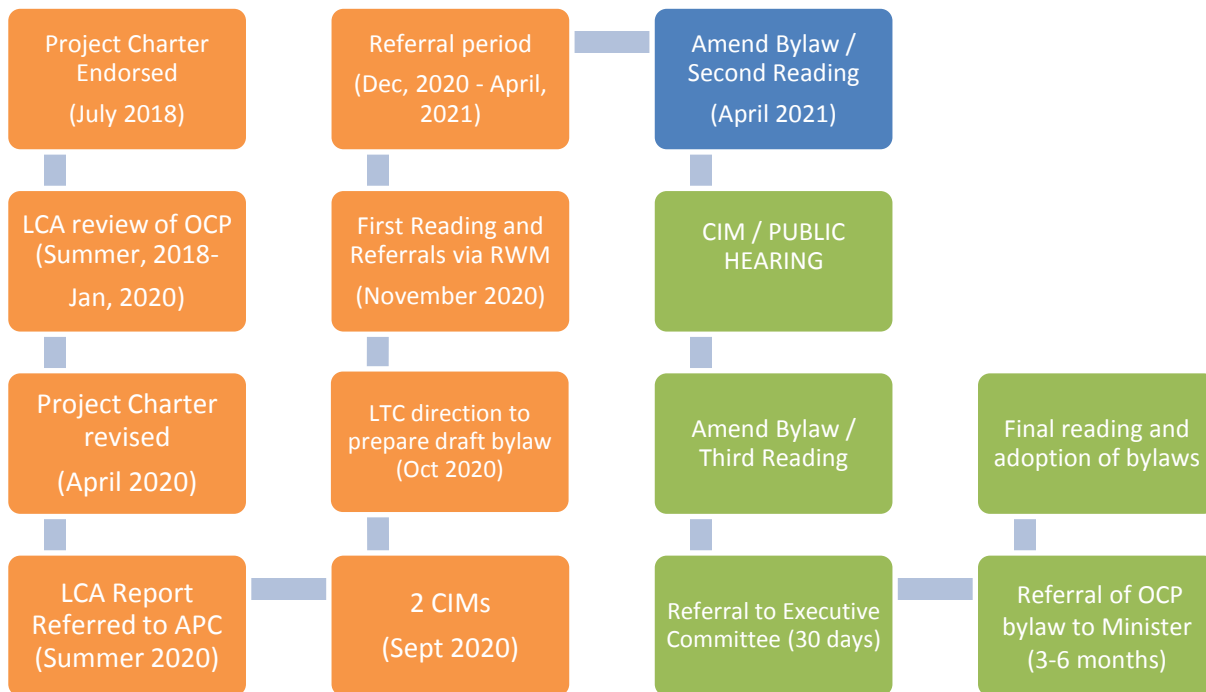 Project Charter
Endorsed
(July 2018)
LCA review of OCP
(Summer, 2018-
Jan, 2020)
Project Charter
revised
(April 2020)
LCA Report
Referred to APC
(Summer 2020)
2 CIMs
(Sept 2020)
LTC direction to
prepare draft bylaw
(Oct 2020)
First Reading and
Referrals via RWM
(November 2020)
Referral period
(Dec, 2020 - April,
2021)
Amend Bylaw /
Second Reading
(April 2021)
CIM / PUBLIC
HEARING
Amend Bylaw /
Third Reading
Referral to Executive
Committee (30 days)
Referral of OCP
bylaw to Minister
(3-6 months)
Final reading and
adoption of bylaws